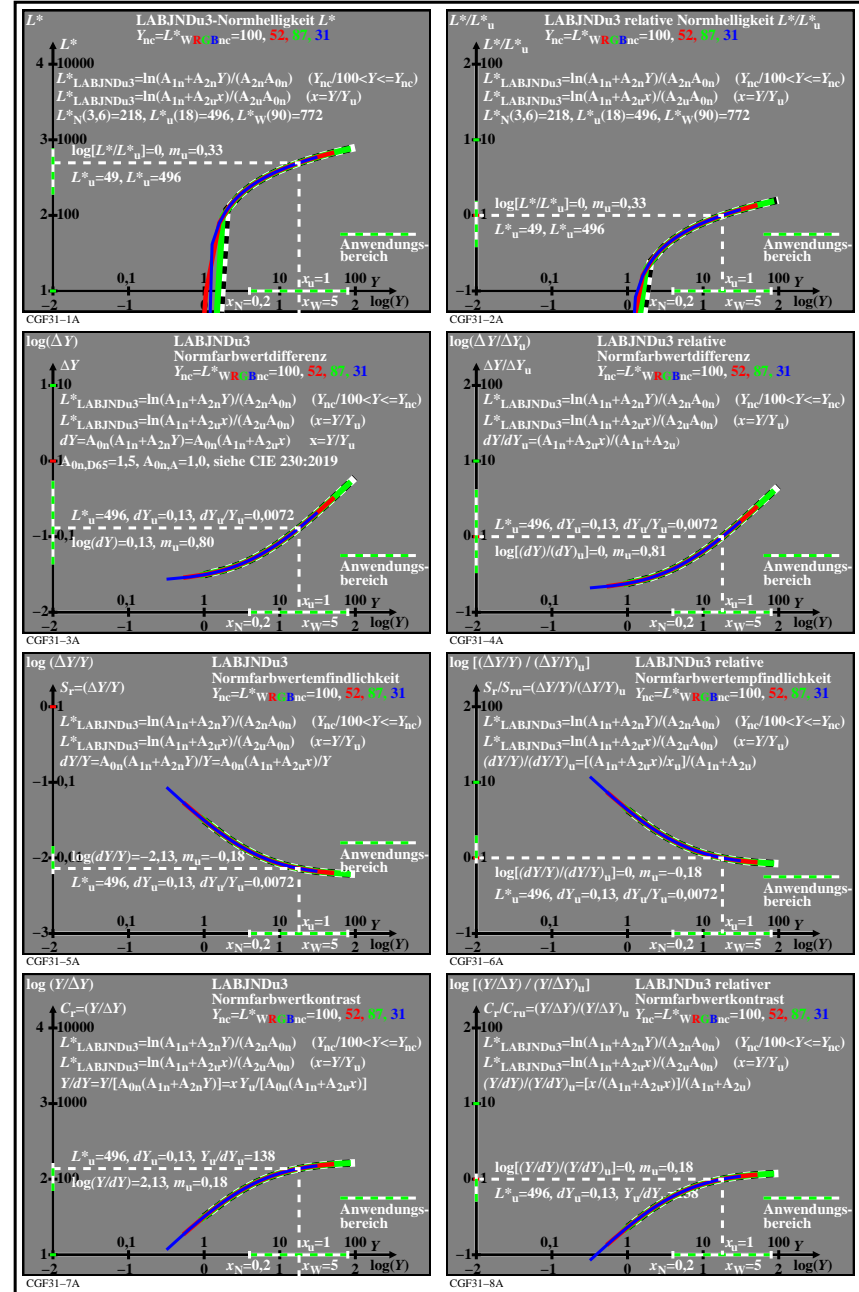 L* LABJNDu3-Normhelligkeit L*
Ync=L*WRGBnc=100, 52, 87, 31
L*
4 10000
L*LABJNDu3=ln(A1n+A2nY)/(A2nA0n) (Ync/100<Y<=Ync)
L*LABJNDu3=ln(A1n+A2ux)/(A2uA0n) (x=Y/Yu)
L*N(3,6)=218, L*u(18)=496, L*W(90)=772
3 1000
log[L*/L*u]=0, mu=0,33
L*u=49, L*u=496
2 100
Anwendungs-
bereich
1
0,1 1 10 xu=1 100 Y
−2 0 xN=0,2 xW=5 log(Y)
CGF31−1A
L*/L*u LABJNDu3 relative Normhelligkeit L*/L*u
Ync=L*WRGBnc=100, 52, 87, 31
L*/L*u
2 100
L*LABJNDu3=ln(A1n+A2nY)/(A2nA0n) (Ync/100<Y<=Ync)
L*LABJNDu3=ln(A1n+A2ux)/(A2uA0n) (x=Y/Yu)
L*N(3,6)=218, L*u(18)=496, L*W(90)=772
1 10
log[L*/L*u]=0, mu=0,33
0 1
L*u=49, L*u=496
Anwendungs-
bereich
−1
0,1 1 10 xu=1 100 Y
−2 0 xN=0,2 xW=5 log(Y)
CGF31−2A
log(ΔY) LABJNDu3
Normfarbwertdifferenz
Ync=L*WRGBnc=100, 52, 87, 31
ΔY
1 10
L*LABJNDu3=ln(A1n+A2nY)/(A2nA0n) (Ync/100<Y<=Ync)
L*LABJNDu3=ln(A1n+A2ux)/(A2uA0n) (x=Y/Yu)
dY=A0n(A1n+A2nY)=A0n(A1n+A2ux) x=Y/Yu
0 1
A0n,D65=1,5, A0n,A=1,0, siehe CIE 230:2019
L*u=496, dYu=0,13, dYu/Yu=0,0072
−1 0,1
log(dY)=0,13, mu=0,80
Anwendungs-
bereich
−2
0,1 1 10 xu=1 100 Y
−2 0 xN=0,2 xW=5 log(Y)
CGF31−3A
log(ΔY/ΔYu) LABJNDu3 relative
Normfarbwertdifferenz
Ync=L*WRGBnc=100, 52, 87, 31
ΔY/ΔYu
2 100
L*LABJNDu3=ln(A1n+A2nY)/(A2nA0n) (Ync/100<Y<=Ync)
L*LABJNDu3=ln(A1n+A2ux)/(A2uA0n) (x=Y/Yu)
dY/dYu=(A1n+A2ux)/(A1n+A2u)
1 10
L*u=496, dYu=0,13, dYu/Yu=0,0072
0 1
log[(dY)/(dY)u]=0, mu=0,81
Anwendungs-
bereich
−1
0,1 1 10 xu=1 100 Y
−2 0 xN=0,2 xW=5 log(Y)
CGF31−4A
log (ΔY/Y) LABJNDu3
Normfarbwertemfindlichkeit
Ync=L*WRGBnc=100, 52, 87, 31
Sr=(ΔY/Y)
0 1
L*LABJNDu3=ln(A1n+A2nY)/(A2nA0n) (Ync/100<Y<=Ync)
L*LABJNDu3=ln(A1n+A2ux)/(A2uA0n) (x=Y/Yu)
dY/Y=A0n(A1n+A2nY)/Y=A0n(A1n+A2ux)/Y
−1 0,1
log(dY/Y)=−2,13, mu=−0,18
−2 0,01
L*u=496, dYu=0,13, dYu/Yu=0,0072
Anwendungs-
bereich
−3
0,1 1 10 xu=1 100 Y
−2 0 xN=0,2 xW=5 log(Y)
CGF31−5A
log [(ΔY/Y) / (ΔY/Y)u] LABJNDu3 relative
Normfarbwertempfindlichkeit
Ync=L*WRGBnc=100, 52, 87, 31
Sr/Sru=(ΔY/Y)/(ΔY/Y)u
2 100
L*LABJNDu3=ln(A1n+A2nY)/(A2nA0n) (Ync/100<Y<=Ync)
L*LABJNDu3=ln(A1n+A2ux)/(A2uA0n) (x=Y/Yu)
(dY/Y)/(dY/Y)u=[(A1n+A2ux)/xu]/(A1n+A2u)
1 10
0 1
log[(dY/Y)/(dY/Y)u]=0, mu=−0,18
L*u=496, dYu=0,13, dYu/Yu=0,0072
Anwendungs-
bereich
−1
0,1 1 10 xu=1 100 Y
−2 0 xN=0,2 xW=5 log(Y)
CGF31−6A
log (Y/ΔY) LABJNDu3
Normfarbwertkontrast
Ync=L*WRGBnc=100, 52, 87, 31
Cr=(Y/ΔY)
4 10000
L*LABJNDu3=ln(A1n+A2nY)/(A2nA0n) (Ync/100<Y<=Ync)
L*LABJNDu3=ln(A1n+A2ux)/(A2uA0n) (x=Y/Yu)
Y/dY=Y/[A0n(A1n+A2nY)]=x Yu/[A0n(A1n+A2ux)]
3 1000
L*u=496, dYu=0,13, Yu/dYu=138
2 100
log(Y/dY)=2,13, mu=0,18
Anwendungs-
bereich
1
0,1 1 10 xu=1 100 Y
−2 0 xN=0,2 xW=5 log(Y)
CGF31−7A
log [(Y/ΔY) / (Y/ΔY)u] LABJNDu3 relativer
Normfarbwertkontrast
Ync=L*WRGBnc=100, 52, 87, 31
Cr/Cru=(Y/ΔY)/(Y/ΔY)u
2 100
L*LABJNDu3=ln(A1n+A2nY)/(A2nA0n) (Ync/100<Y<=Ync)
L*LABJNDu3=ln(A1n+A2ux)/(A2uA0n) (x=Y/Yu)
(Y/dY)/(Y/dY)u=[x/(A1n+A2ux)]/(A1n+A2u)
1 10
log[(Y/dY)/(Y/dY)u]=0, mu=0,18
0 1
L*u=496, dYu=0,13, Yu/dYu=138
Anwendungs-
bereich
−1
0,1 1 10 xu=1 100 Y
−2 0 xN=0,2 xW=5 log(Y)
CGF31−8A